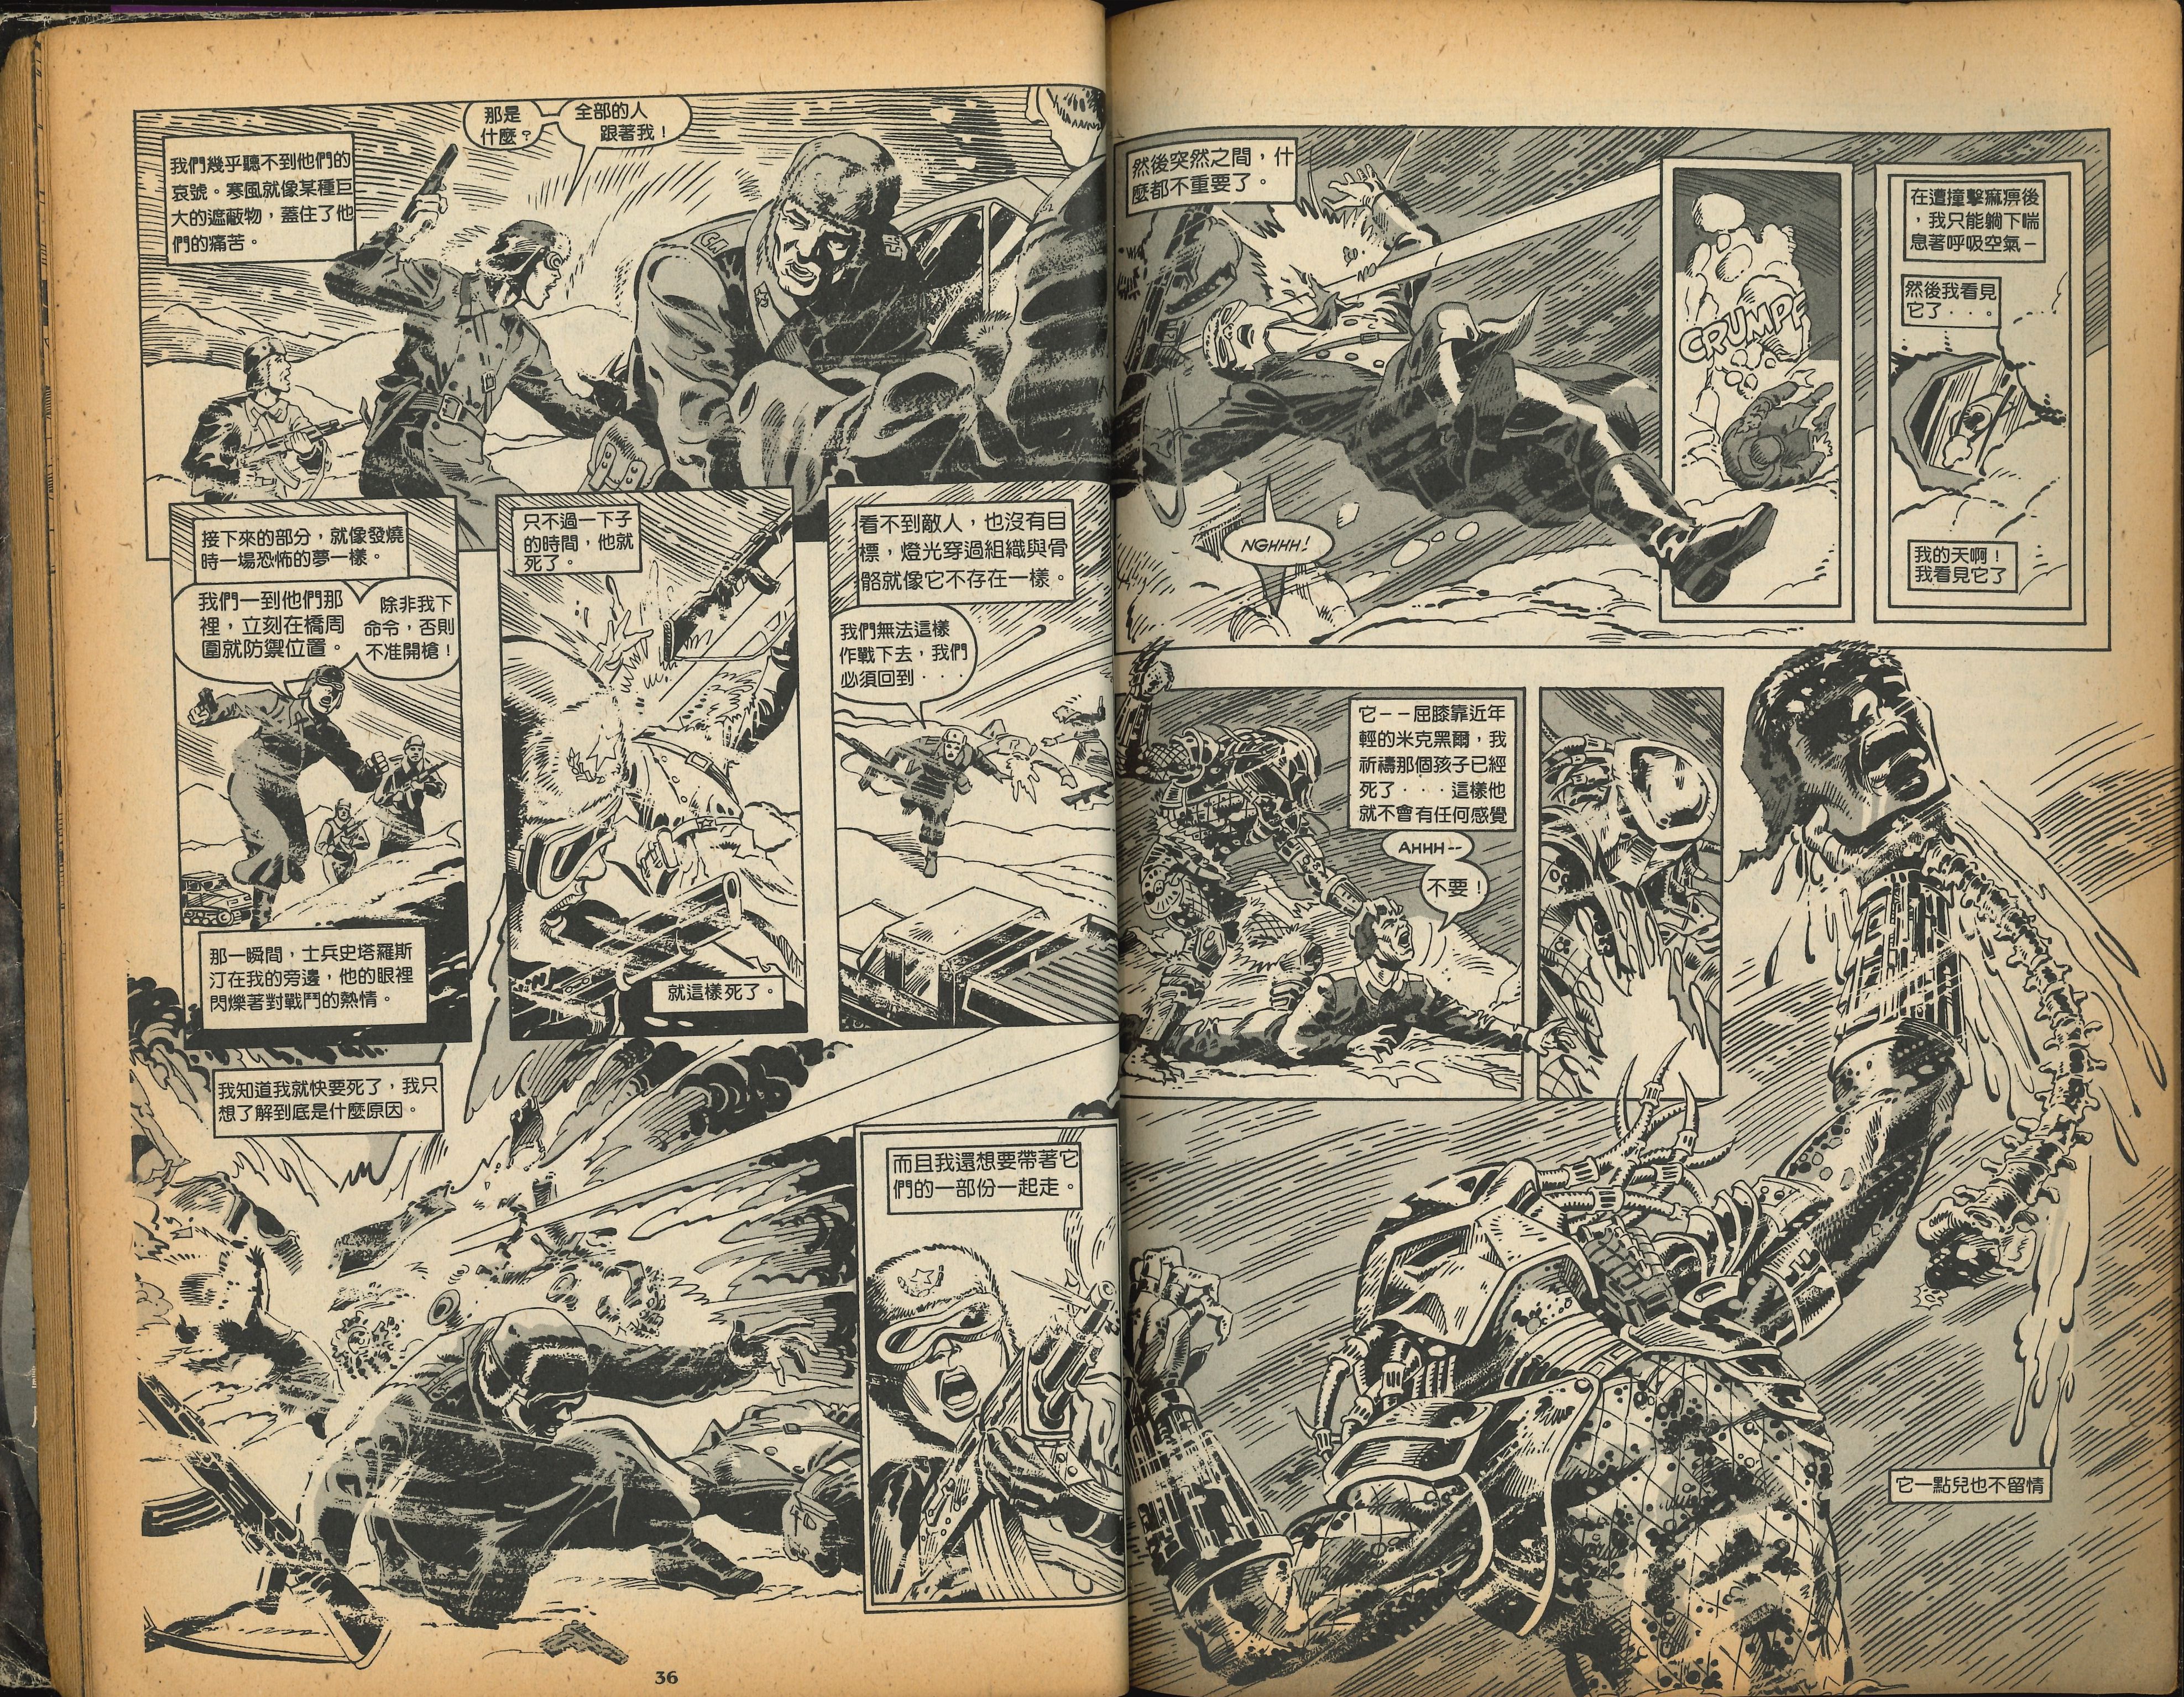 我們幾乎聽不到他們的
哀號。寒風就像某種巨
大的遮蔽物，蓋住了他
們的痛苦。
那是
什麼？
全部的人
跟著我！
接下來的部分，就像發燒
時一場恐怖的夢一樣。
我們一到他們那
裡，立刻在橋周
圍就防禦位置。
除非我下
命令，否則
不准開槍！
那一瞬間，士兵史塔羅斯
汀在我的旁邊，他的眼裡
閃爍著對戰鬥的熱情。
只不過一下子
的時間，他就
死了。
就這樣死了。
看不到敵人，也沒有目
標，燈光穿過組織與骨
骼就像它不存在一樣。
我們無法這樣
作戰下去，我們
必須回到···
我知道我就快要死了，我只
想了解到底是什麼原因。
而且我還想要帶著它
們的一部份一起走。
36
然後突然之間，什
麼都不重要了。
NGHHH!
CRUMPF
在遭撞擊痲痹後
，我只能躺下喘
息著呼吸空氣－
然後我看見
它了···
我的天啊！
我看見它了
它－－屈膝靠近年
輕的米克黑爾，我
祈禱那個孩子已經
死了···這樣他
就不會有任何感覺
AHHH--
不要！
它一點兒也不留情